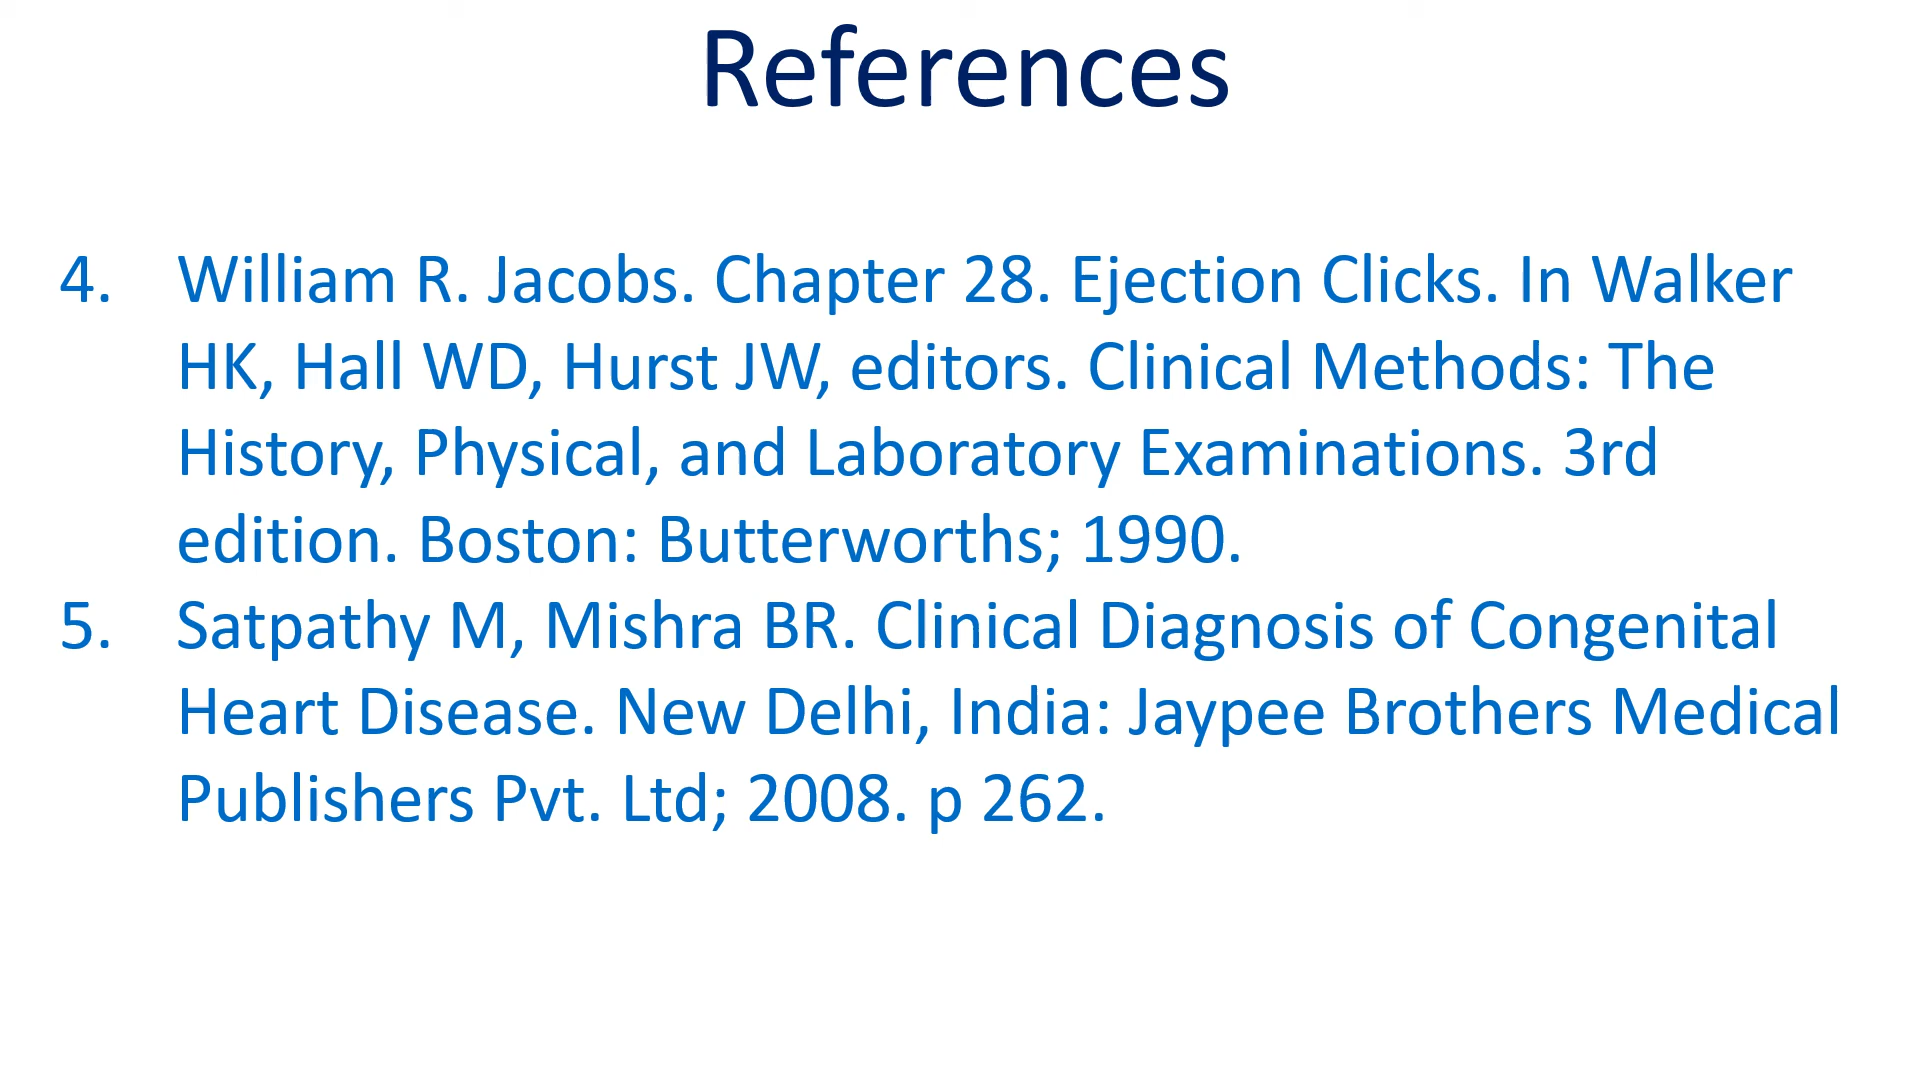 References
4. William R. Jacobs. Chapter 28. Ejection Clicks. In Walker
HK, Hall WD, Hurst JW, editors. Clinical Methods: The
History, Physical, and Laboratory Examinations. 3rd
edition. Boston: Butterworths; 1990.
5. Satpathy M, Mishra BR. Clinical Diagnosis of Congenital
Heart Disease. New Delhi, India: Jaypee Brothers Medical
Publishers Pvt. Ltd; 2008. p 262.